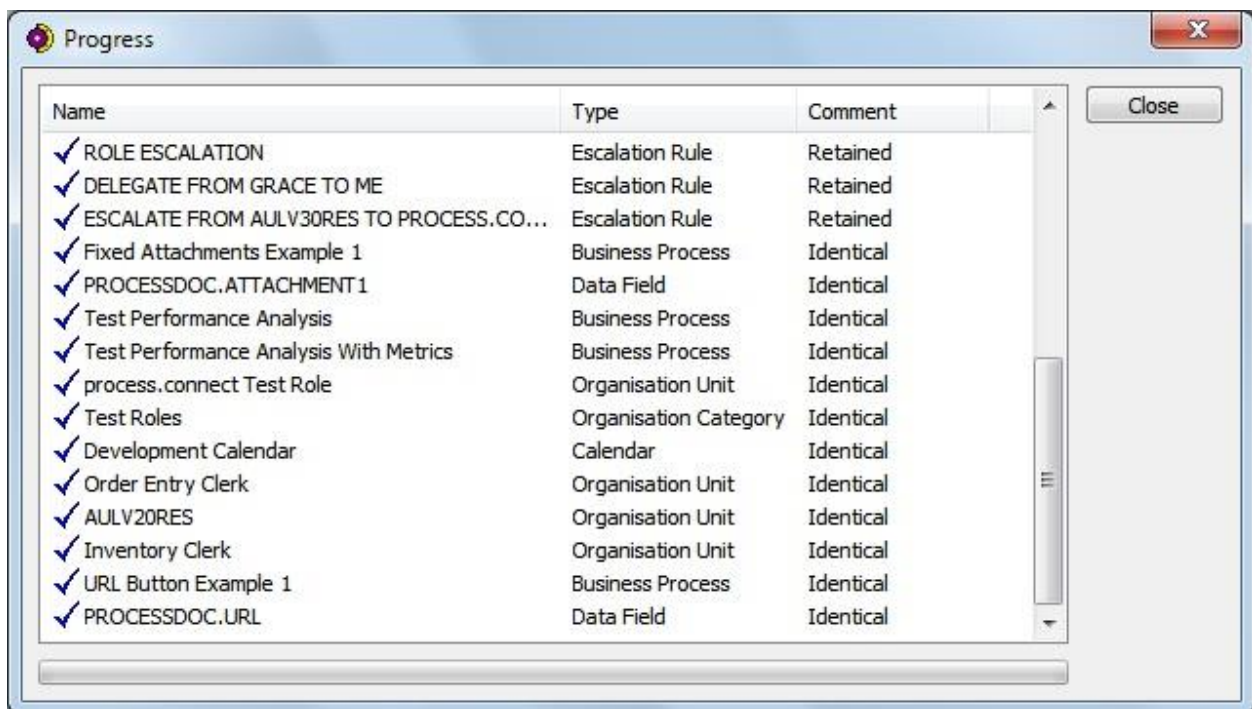 Progress
Name Type Comment
Close
ROLE ESCALATION Escalation Rule Retained
DELEGATE FROM GRACE TO ME Escalation Rule Retained
ESCALATE FROM AULV30RES TO PROCESS.CO... Escalation Rule Retained
Fixed Attachments Example 1 Business Process Identical
PROCESSDOC.ATTACHMENT1 Data Field Identical
Test Performance Analysis Business Process Identical
Test Performance Analysis With Metrics Business Process Identical
process.connect Test Role Organisation Unit Identical
Test Roles Organisation Category Identical
Development Calendar Calendar Identical
Order Entry Clerk Organisation Unit Identical
AULV20RES Organisation Unit Identical
Inventory Clerk Organisation Unit Identical
URL Button Example 1 Business Process Identical
PROCESSDOC.URL Data Field Identical